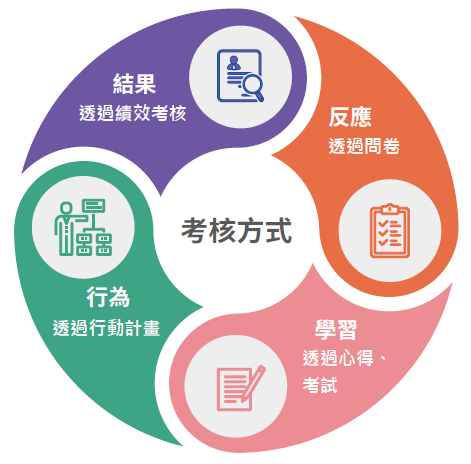 結果
透過績效考核
反應
透過問卷
考核方式
行為
透過行動計畫
學習
透過心得、
考試